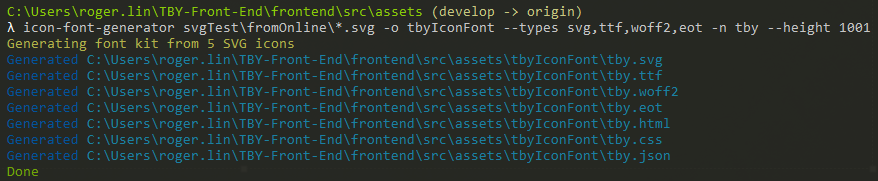 C:\Users\roger.lin\TBY-Front-End\frontend\src\assets (develop -> origin)
λ icon-font-generator svgTest\fromOnline\*.svg -o tbyIconFont --types svg,ttf,woff2,eot -n tby --height 1001
Generating font kit from 5 SVG icons
Generated C:\Users\roger.lin\TBY-Front-End\frontend\src\assets\tbyIconFont\tby.svg
Generated C:\Users\roger.lin\TBY-Front-End\frontend\src\assets\tbyIconFont\tby.ttf
Generated C:\Users\roger.lin\TBY-Front-End\frontend\src\assets\tbyIconFont\tby.woff2
Generated C:\Users\roger.lin\TBY-Front-End\frontend\src\assets\tbyIconFont\tby.eot
Generated C:\Users\roger.lin\TBY-Front-End\frontend\src\assets\tbyIconFont\tby.html
Generated C:\Users\roger.lin\TBY-Front-End\frontend\src\assets\tbyIconFont\tby.css
Generated C:\Users\roger.lin\TBY-Front-End\frontend\src\assets\tbyIconFont\tby.json
Done